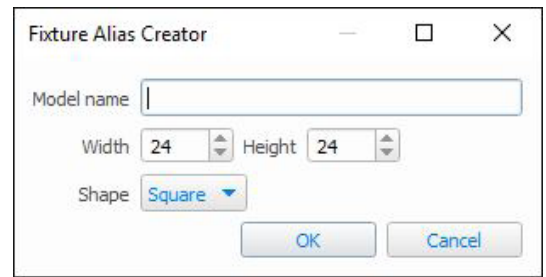 Fixture Alias Creator
Model name
Width 24 Height 24
Shape Square
OK Cancel